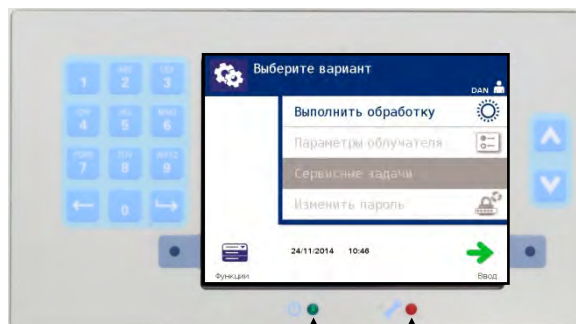 Выберите вариант
DAN
Выполнить обработку
Параметры облучателя
Сервисные задачи
Изменить пароль
24/11/2014 10:46
Функции
Ввод
1
2
3
4
5
6
7
8
9
0